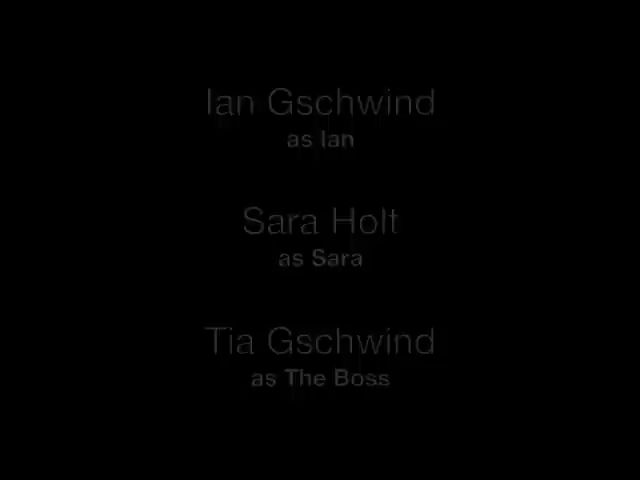 Ian Gschwind
as Ian
Sara Holt
as Sara
Tia Gschwind
as The Boss